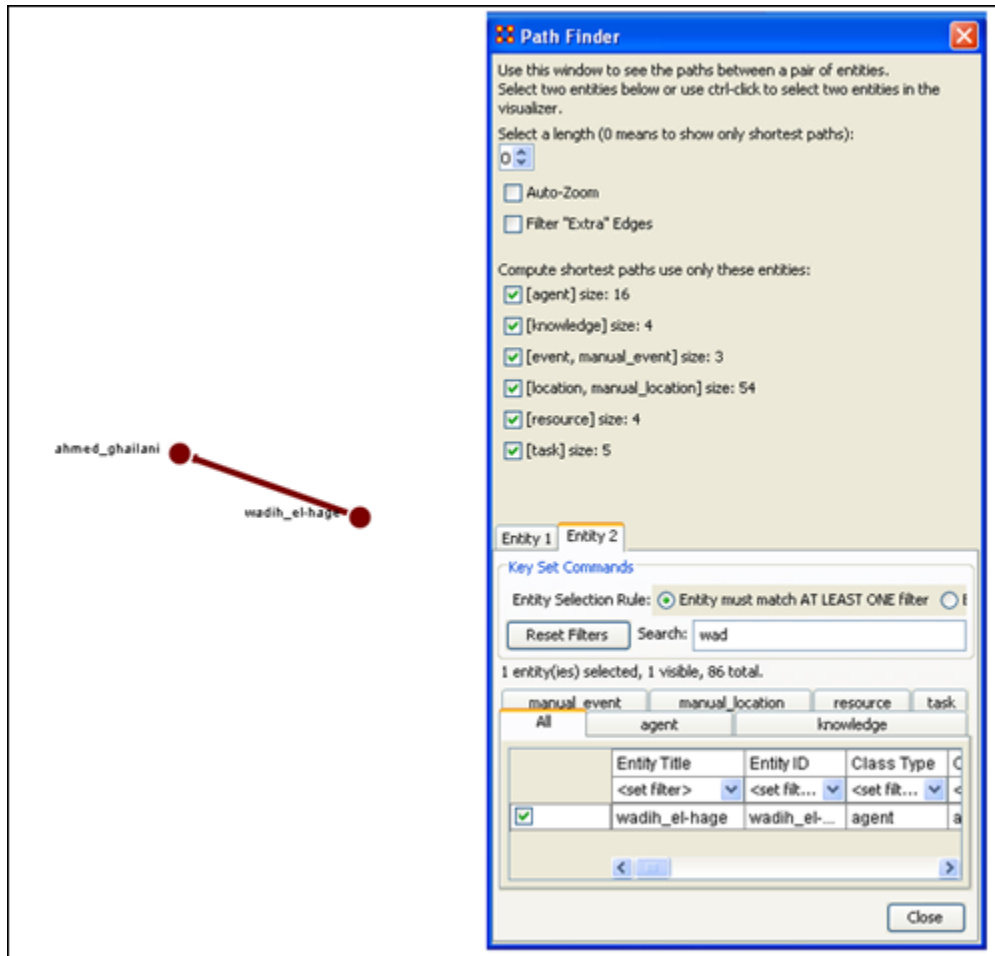 Path Finder
Use this window to see the paths between a pair of entities.
Select two entities below or use ctrl-click to select two entities in the
visualizer.
Select a length (0 means to show only shortest paths):
0
Auto-Zoom
Filter "Extra" Edges
Compute shortest paths use only these entities:
[agent] size: 16
[knowledge] size: 4
[event, manual_event] size: 3
[location, manual_location] size: 54
[resource] size: 4
[task] size: 5
ahmed_ghailani
wadih_el-hage
Entity 1 Entity 2
Key Set Commands
Entity Selection Rule: Entity must match AT LEAST ONE filter E
Reset Filters Search: wad
1 entity(ies) selected, 1 visible, 86 total.
manual_event manual_location resource task
All agent knowledge
Entity Title Entity ID Class Type C
<set filter> <set filt... <set filt... <
wadih_el-hage wadih_el-... agent a
Close